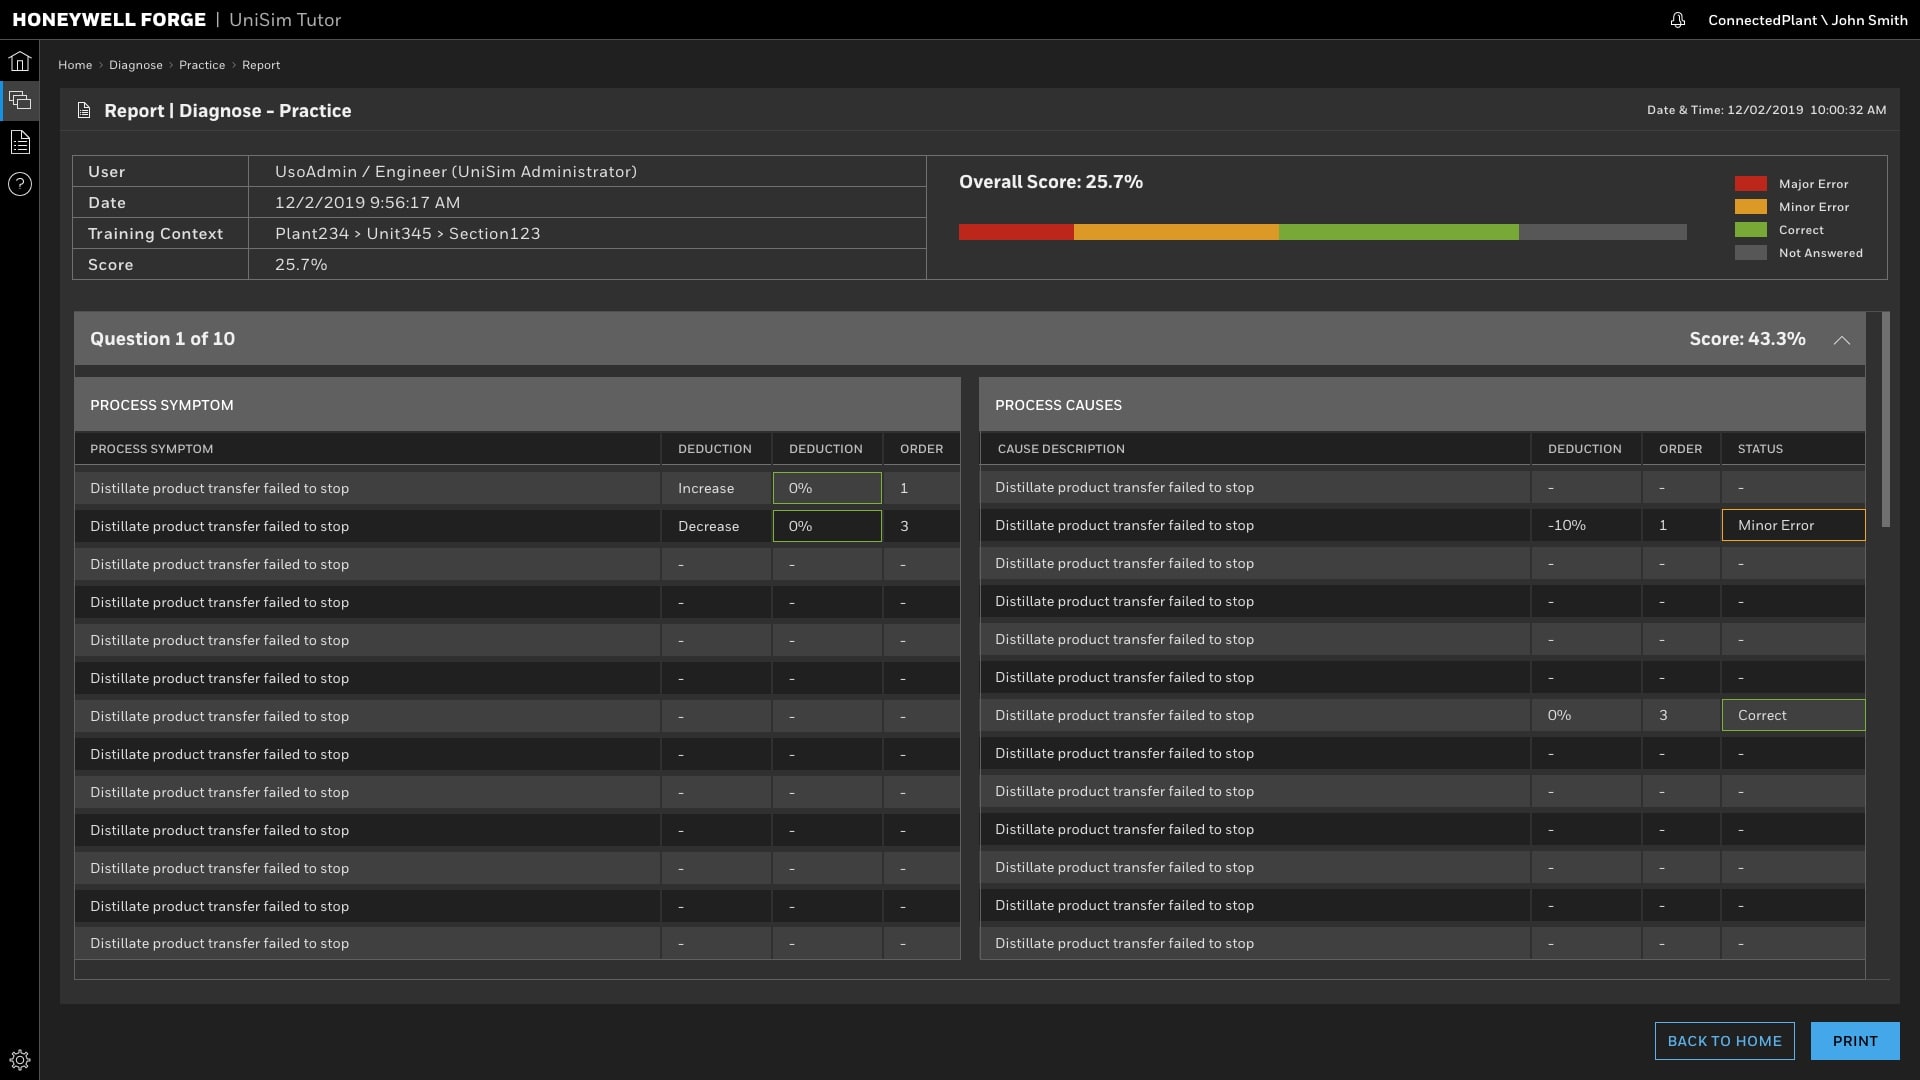 HONEYWELL FORGE | UniSim Tutor
ConnectedPlant \ John Smith
Home > Diagnose > Practice > Report
Report | Diagnose - Practice
Date & Time: 12/02/2019 10:00:32 AM
User UsoAdmin / Engineer (UniSim Administrator)
Date 12/2/2019 9:56:17 AM
Training Context Plant234 > Unit345 > Section123
Score 25.7%
Overall Score: 25.7%
Major Error
Minor Error
Correct
Not Answered
Question 1 of 10
Score: 43.3%
PROCESS SYMPTOM
PROCESS SYMPTOM DEDUCTION DEDUCTION ORDER
Distillate product transfer failed to stop Increase 0% 1
Distillate product transfer failed to stop Decrease 0% 3
Distillate product transfer failed to stop - - -
Distillate product transfer failed to stop - - -
Distillate product transfer failed to stop - - -
Distillate product transfer failed to stop - - -
Distillate product transfer failed to stop - - -
Distillate product transfer failed to stop - - -
Distillate product transfer failed to stop - - -
Distillate product transfer failed to stop - - -
Distillate product transfer failed to stop - - -
Distillate product transfer failed to stop - - -
Distillate product transfer failed to stop - - -
PROCESS CAUSES
CAUSE DESCRIPTION DEDUCTION ORDER STATUS
Distillate product transfer failed to stop - - -
Distillate product transfer failed to stop -10% 1 Minor Error
Distillate product transfer failed to stop - - -
Distillate product transfer failed to stop - - -
Distillate product transfer failed to stop - - -
Distillate product transfer failed to stop - - -
Distillate product transfer failed to stop 0% 3 Correct
Distillate product transfer failed to stop - - -
Distillate product transfer failed to stop - - -
Distillate product transfer failed to stop - - -
Distillate product transfer failed to stop - - -
Distillate product transfer failed to stop - - -
Distillate product transfer failed to stop - - -
BACK TO HOME
PRINT